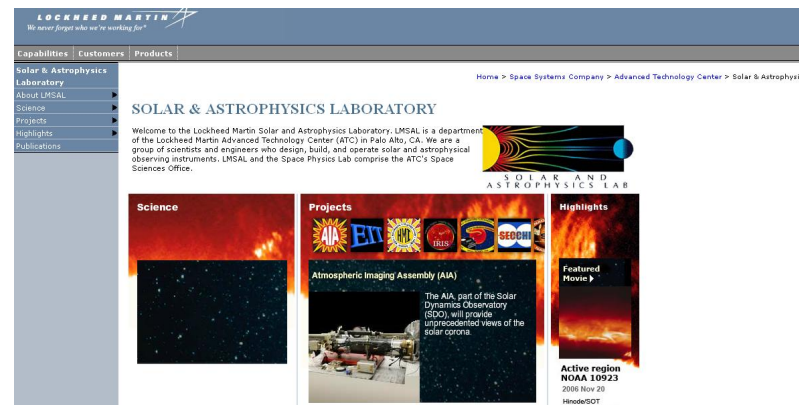 LOCKHEED MARTIN
We never forget who we're working for®
Capabilities Customers Products
Solar & Astrophysics
Laboratory
About LMSAL
Science
Projects
Highlights
Publications
Home > Space Systems Company > Advanced Technology Center > Solar & Astrophysi
SOLAR & ASTROPHYSICS LABORATORY
Welcome to the Lockheed Martin Solar and Astrophysics Laboratory. LMSAL is a department
of the Lockheed Martin Advanced Technology Center (ATC) in Palo Alto, CA. We are a
group of scientists and engineers who design, build, and operate solar and astrophysical
observing instruments. LMSAL and the Space Physics Lab comprise the ATC's Space
Sciences Office.
SOLAR AND
ASTROPHYSICS LAB
Science
Projects
AIA EIT HMI IRIS SECCHI
Atmospheric Imaging Assembly (AIA)
The AIA, part of the Solar
Dynamics Observatory
(SDO), will provide
unprecedented views of the
solar corona.
Highlights
Featured
Movie
Active region
NOAA 10923
2006 Nov 20
Hinode/SOT